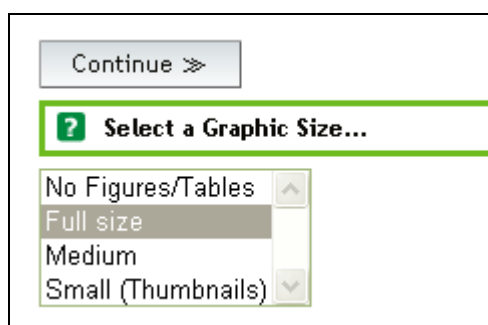 Continue ≫
? Select a Graphic Size...
No Figures/Tables
Full size
Medium
Small (Thumbnails)